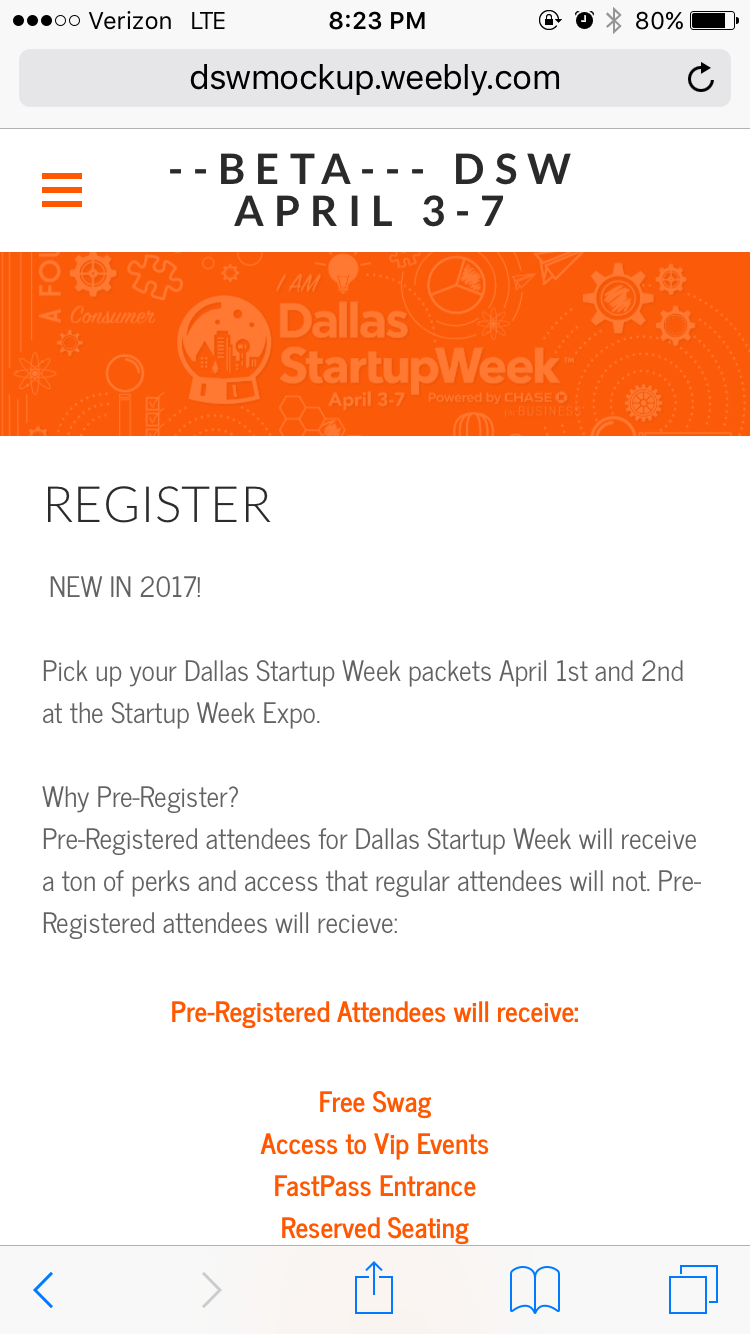 Verizon LTE 8:23 PM 80%
dswmockup.weebly.com
--BETA--- DSW
APRIL 3-7
A FOU
Consumer
I AM
Dallas
StartupWeek™
April 3-7 Powered by CHASE
for BUSINESS
REGISTER
NEW IN 2017!
Pick up your Dallas Startup Week packets April 1st and 2nd
at the Startup Week Expo.
Why Pre-Register?
Pre-Registered attendees for Dallas Startup Week will receive
a ton of perks and access that regular attendees will not. Pre-
Registered attendees will recieve:
Pre-Registered Attendees will receive:
Free Swag
Access to Vip Events
FastPass Entrance
Reserved Seating